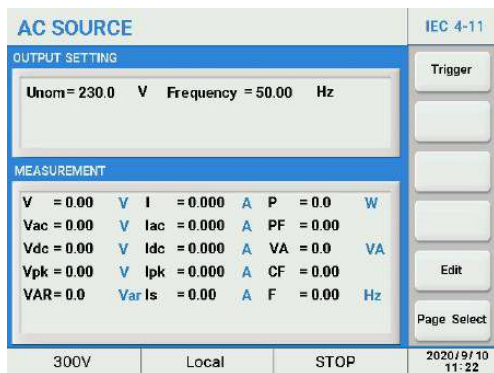 AC SOURCE
IEC 4-11
OUTPUT SETTING
Unom= 230.0 V Frequency = 50.00 Hz
Trigger
MEASUREMENT
V = 0.00 V I = 0.000 A P = 0.0 W
Vac = 0.00 V Iac = 0.000 A PF = 0.00
Vdc = 0.00 V Idc = 0.000 A VA = 0.0 VA
Vpk = 0.00 V Ipk = 0.000 A CF = 0.00
VAR= 0.0 Var Is = 0.00 A F = 0.00 Hz
Edit
Page Select
300V Local STOP 2020/9/10
11:22